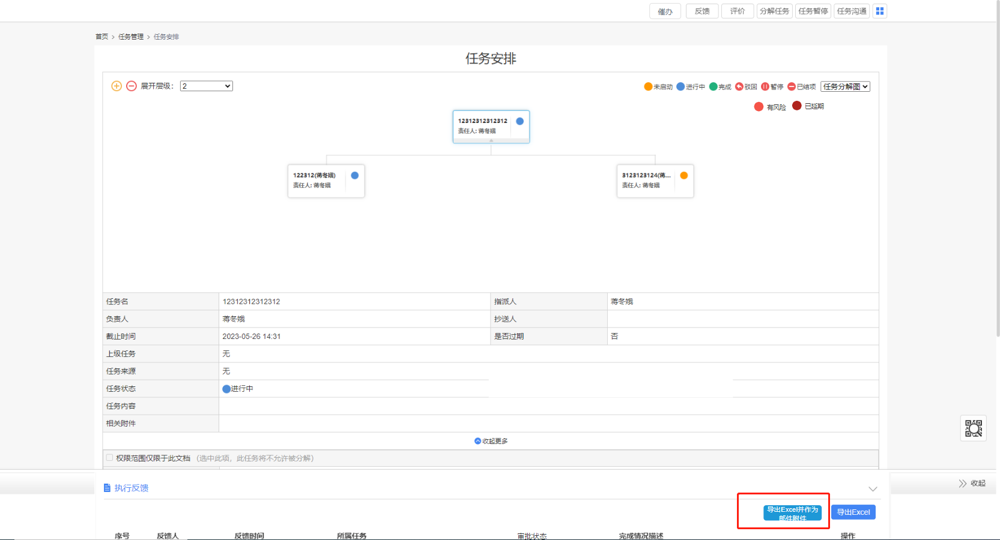 催办 反馈 评价 分解任务 任务暂停 任务沟通
首页 > 任务管理 > 任务安排
任务安排
展开层级: 2
未启动 进行中 完成 驳回 暂停 已结项 任务分解图
有风险 已延期
12312312312312
责任人: 蒋冬娥
122312(蒋冬娥)
责任人: 蒋冬娥
3123123124(蒋...
责任人: 蒋冬娥
任务名 12312312312312 指派人 蒋冬娥
负责人 蒋冬娥 抄送人
截止时间 2023-05-26 14:31 是否过期 否
上级任务 无
任务来源 无
任务状态 进行中
任务内容
相关附件
收起更多
权限范围仅限于此文档 (选中此项，此任务将不允许被分解)
执行反馈
收起
导出Excel并作为
邮件附件
导出Excel
序号 反馈人 反馈时间 所属任务 审批状态 完成情况描述 操作